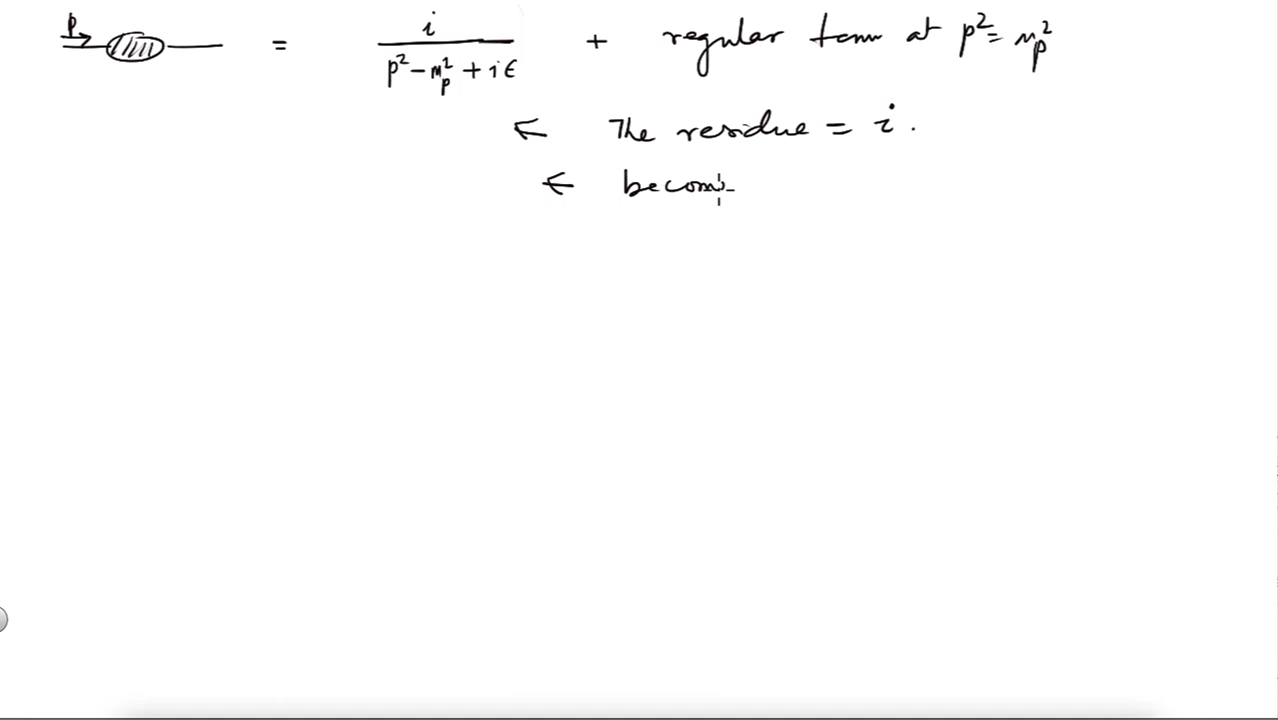 p = i / (p² - m_p² + iϵ) + regular term at p² = m_p²
← The residue = i.
← becom